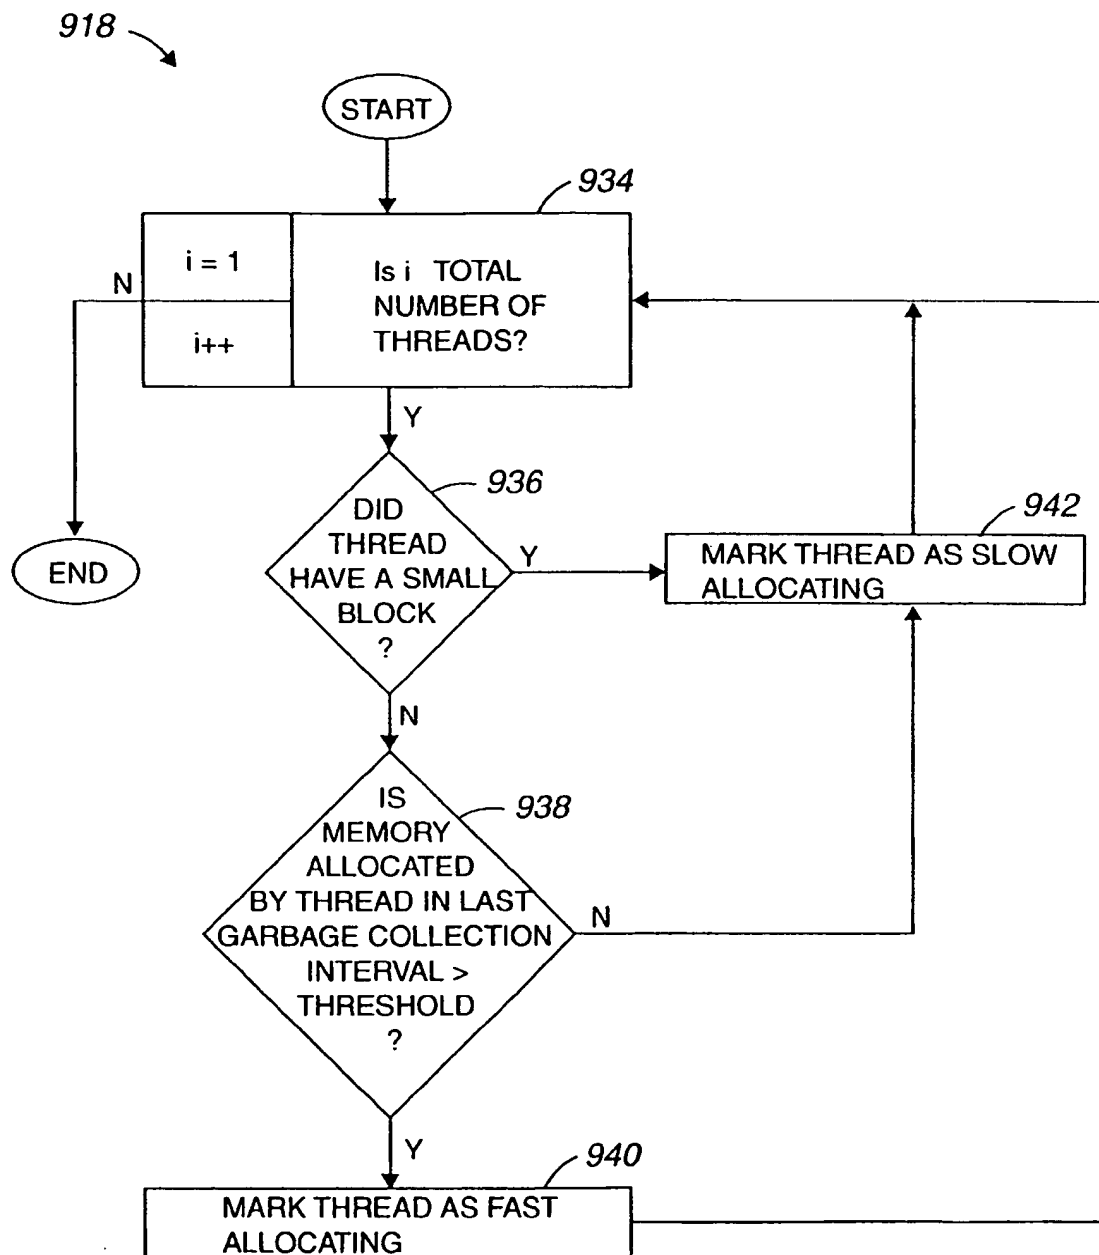 918
START
934
i = 1
i++
Is i TOTAL
NUMBER OF
THREADS?
N
Y
936
DID
THREAD
HAVE A SMALL
BLOCK
?
Y
942
MARK THREAD AS SLOW
ALLOCATING
END
N
938
IS
MEMORY
ALLOCATED
BY THREAD IN LAST
GARBAGE COLLECTION
INTERVAL >
THRESHOLD
?
N
Y
940
MARK THREAD AS FAST
ALLOCATING